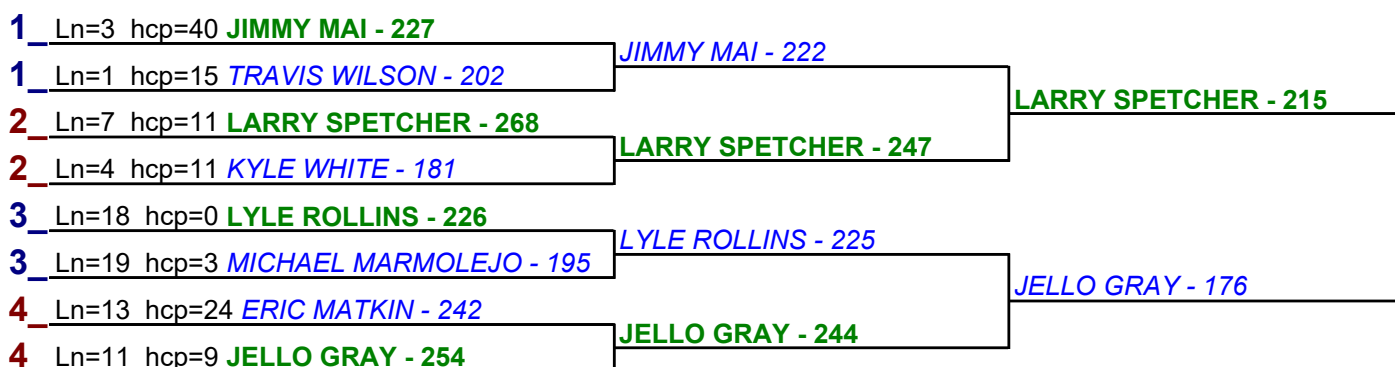 1_ Ln=3 hcp=40 JIMMY MAI - 227
JIMMY MAI - 222
1_ Ln=1 hcp=15 TRAVIS WILSON - 202
LARRY SPETCHER - 215
2_ Ln=7 hcp=11 LARRY SPETCHER - 268
LARRY SPETCHER - 247
2_ Ln=4 hcp=11 KYLE WHITE - 181
3_ Ln=18 hcp=0 LYLE ROLLINS - 226
LYLE ROLLINS - 225
3_ Ln=19 hcp=3 MICHAEL MARMOLEJO - 195
JELLO GRAY - 176
4_ Ln=13 hcp=24 ERIC MATKIN - 242
JELLO GRAY - 244
4 Ln=11 hcp=9 JELLO GRAY - 254